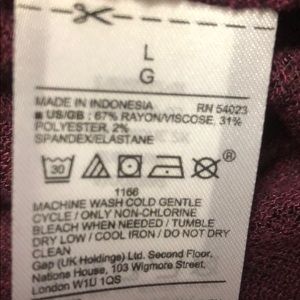 L
G
MADE IN INDONESIA RN 54023
■ US/GB : 67% RAYON/VISCOSE, 31%
POLYESTER, 2%
SPANDEX/ELASTANE
30
®
1166
MACHINE WASH COLD GENTLE
CYCLE / ONLY NON-CHLORINE
BLEACH WHEN NEEDED / TUMBLE
DRY LOW / COOL IRON / DO NOT DRY
CLEAN
Gap (UK Holdings) Ltd. Second Floor,
Nations House, 103 Wigmore Street,
London W1U 1QS